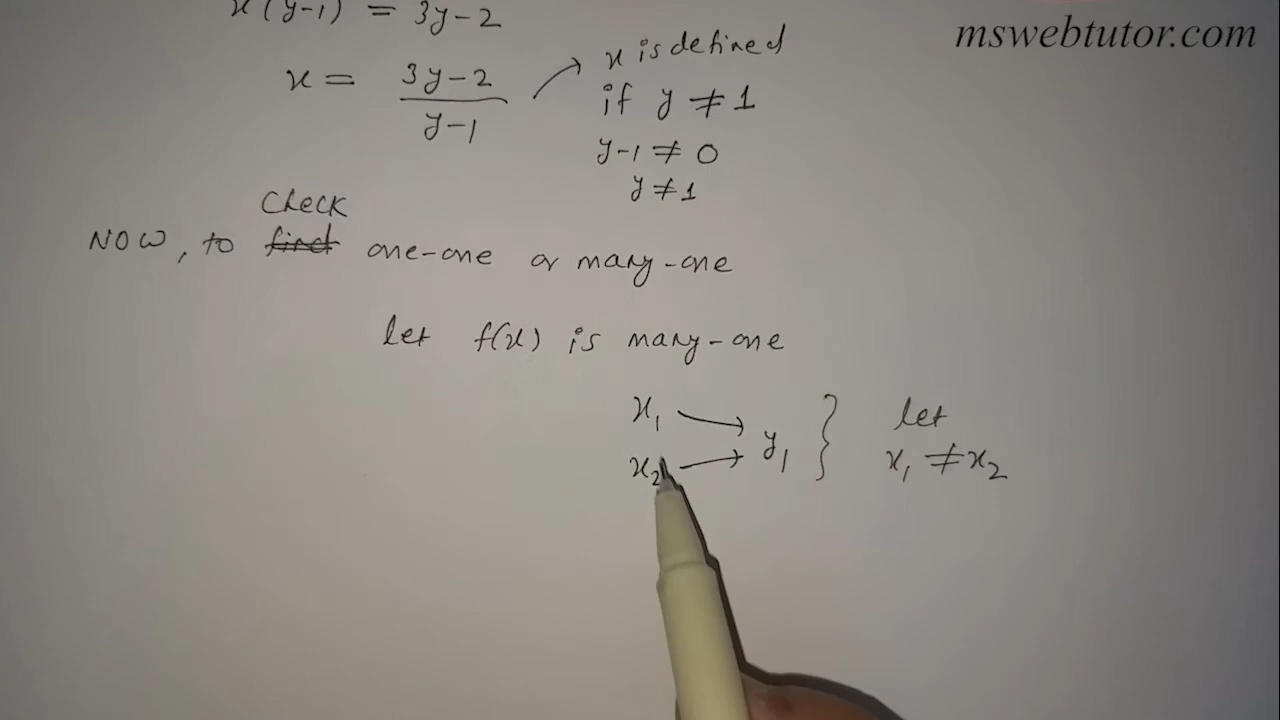 x(y-1) = 3y-2
mswebtutor.com
x = 3y-2 / y-1
x is defined
if y ≠ 1
y-1 ≠ 0
y ≠ 1
Check
NOW, to find one-one or many-one
let f(x) is many-one
x₁ → y₁
x₂ →
} let
x₁ ≠ x₂